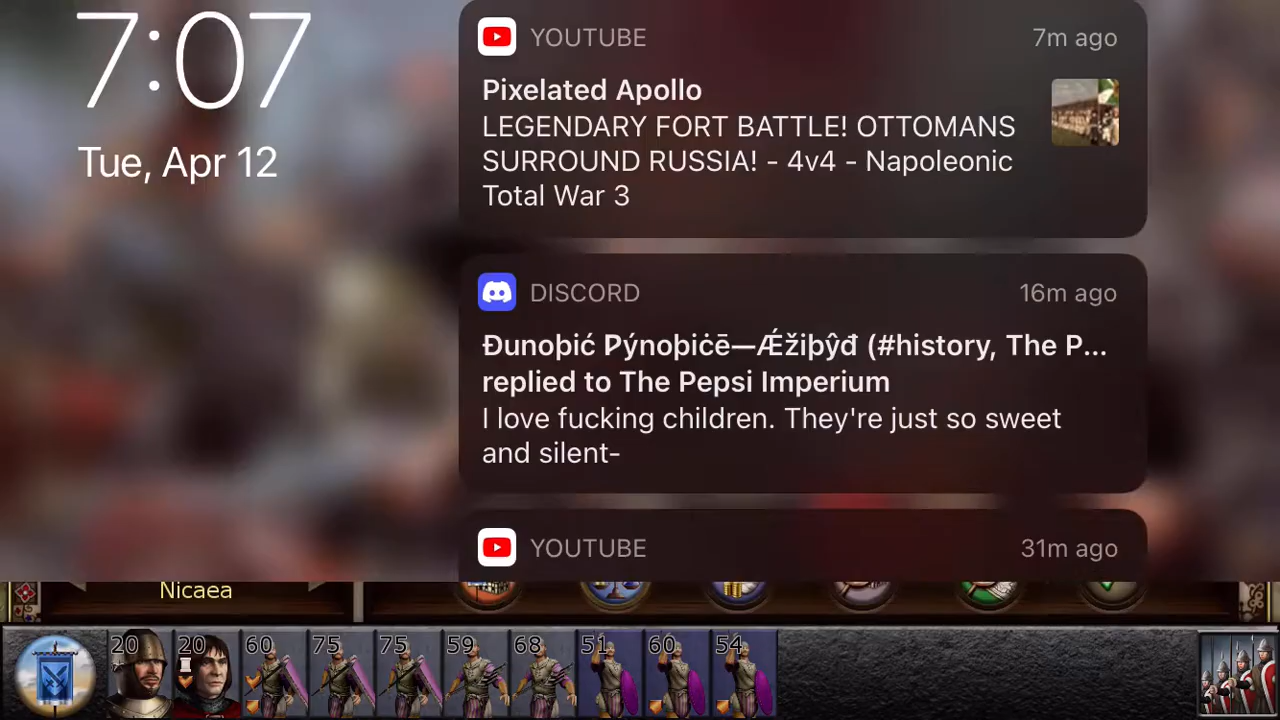 7:07
Tue, Apr 12
YOUTUBE 7m ago
Pixelated Apollo
LEGENDARY FORT BATTLE! OTTOMANS
SURROUND RUSSIA! - 4v4 - Napoleonic
Total War 3
DISCORD 16m ago
Đunoþić Ƿýnoþiċē—Ǽžiþŷđ (#history, The P...
replied to The Pepsi Imperium
I love fucking children. They're just so sweet
and silent-
YOUTUBE 31m ago
Nicaea
20 20 60 75 75 59 68 51 60 54